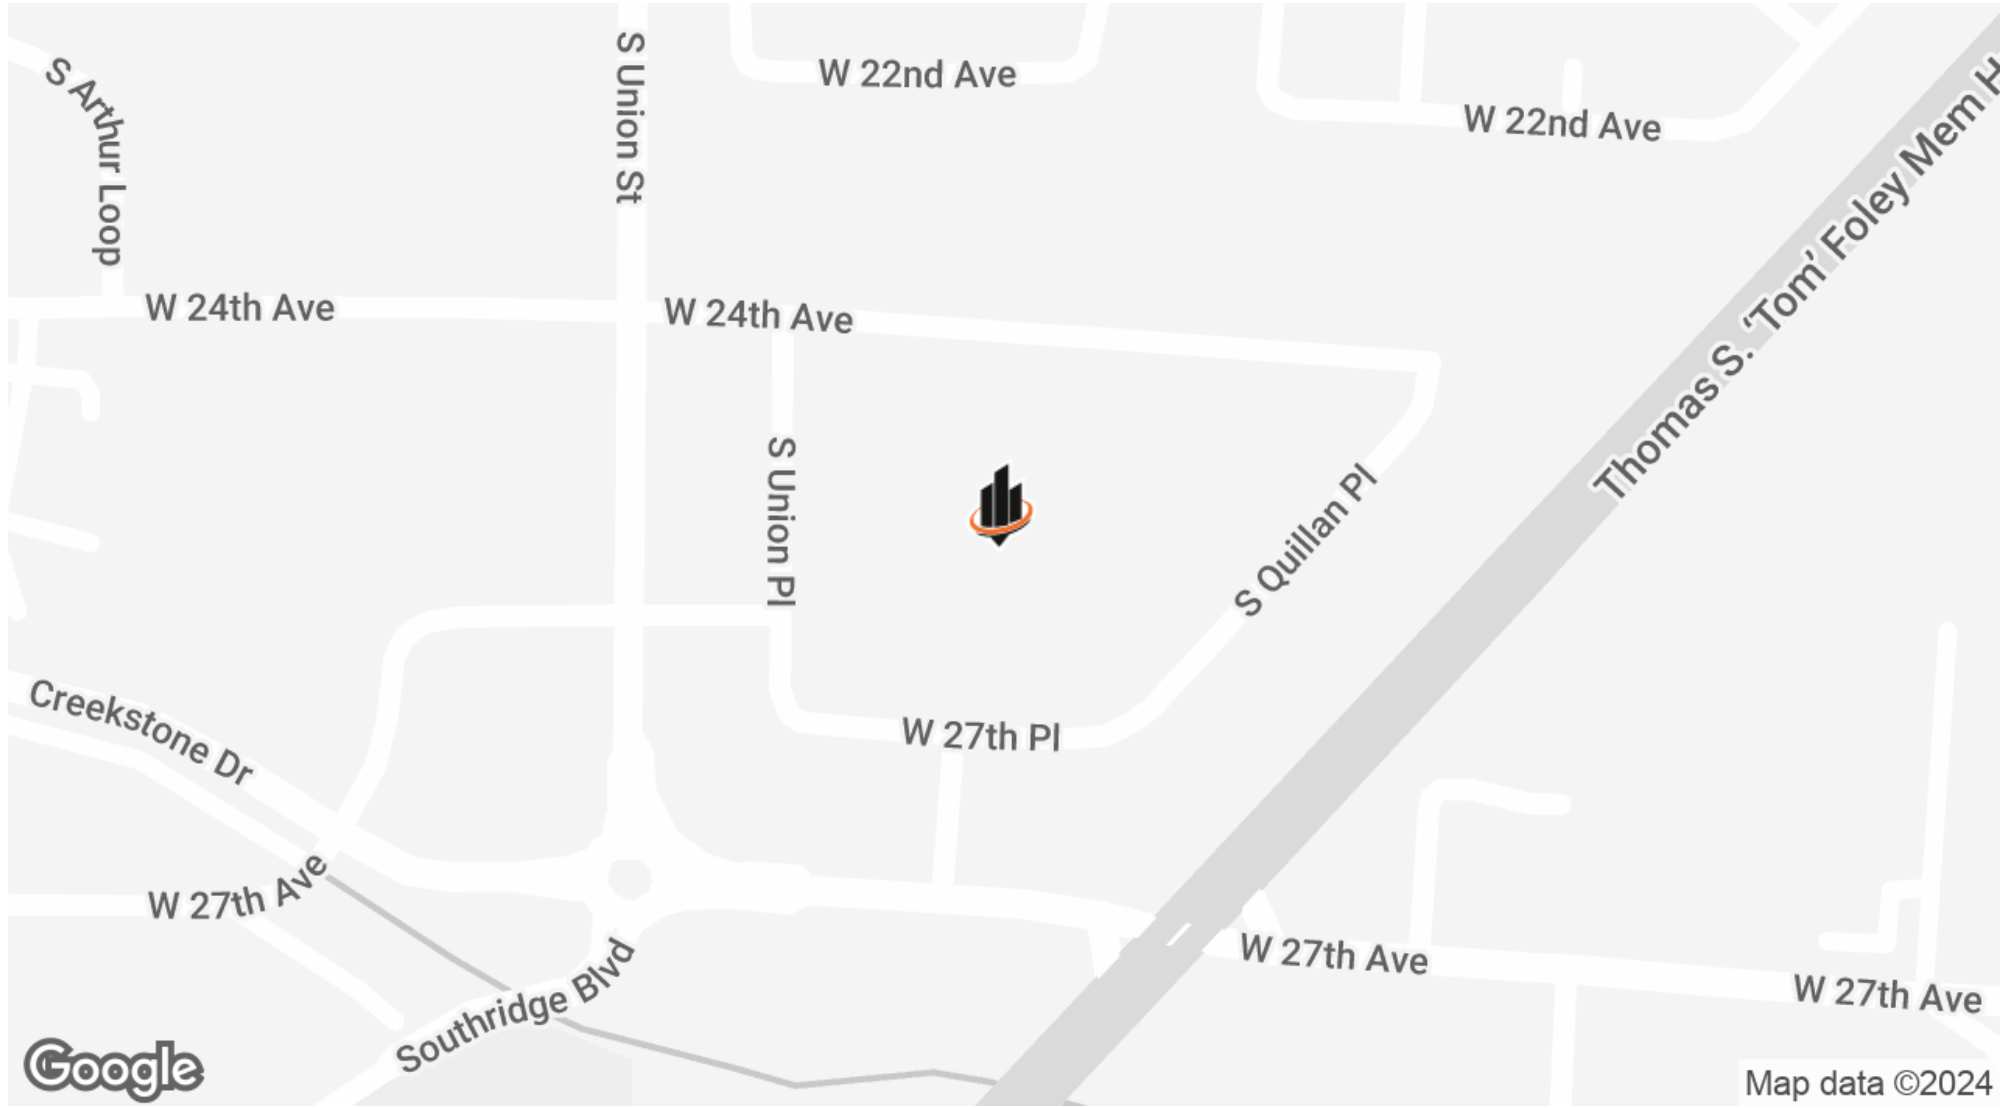 S Arthur Loop
S Union St
W 22nd Ave
W 22nd Ave
Thomas S. 'Tom' Foley Mem H
W 24th Ave
W 24th Ave
S Union Pl
S Quillan Pl
Creekstone Dr
W 27th Pl
W 27th Ave
Southridge Blvd
W 27th Ave
W 27th Ave
Google
Map data ©2024